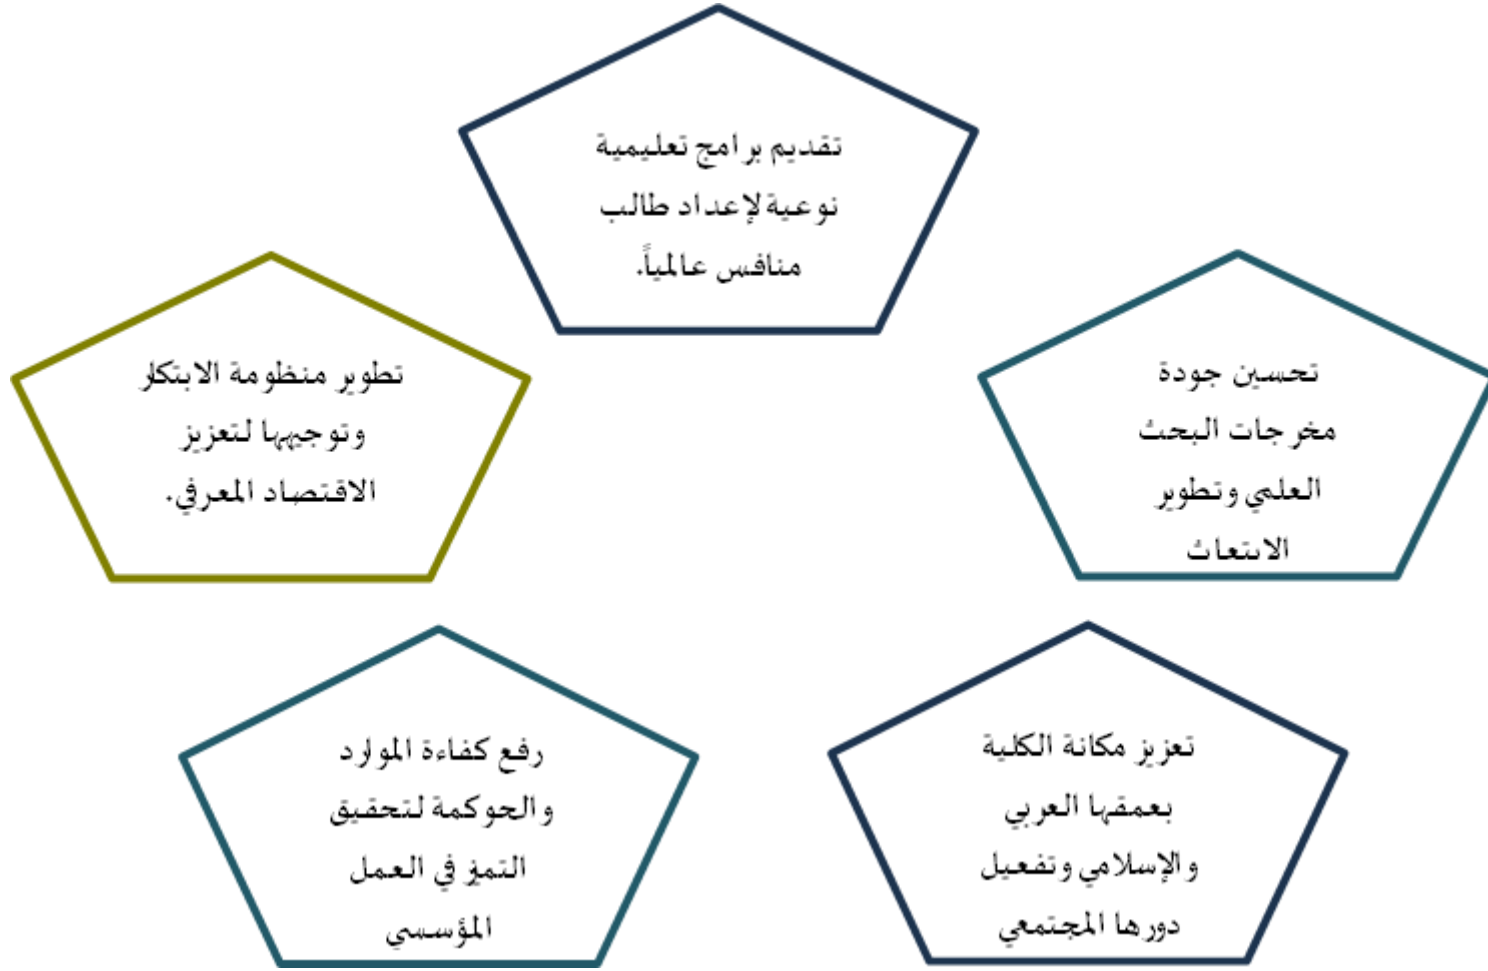 تقديم برامج تعليمية
نوعية لإعداد طالب
منافس عالمياً.
تحسين جودة
مخرجات البحث
العلمي وتطوير
الابتعاث
تعزيز مكانة الكلية
بعمقها العربي
والإسلامي وتفعيل
دورها المجتمعي
رفع كفاءة الموارد
والحوكمة لتحقيق
التميز في العمل
المؤسسي
تطوير منظومة الابتكار
وتوجيهها لتعزيز
الاقتصاد المعرفي.